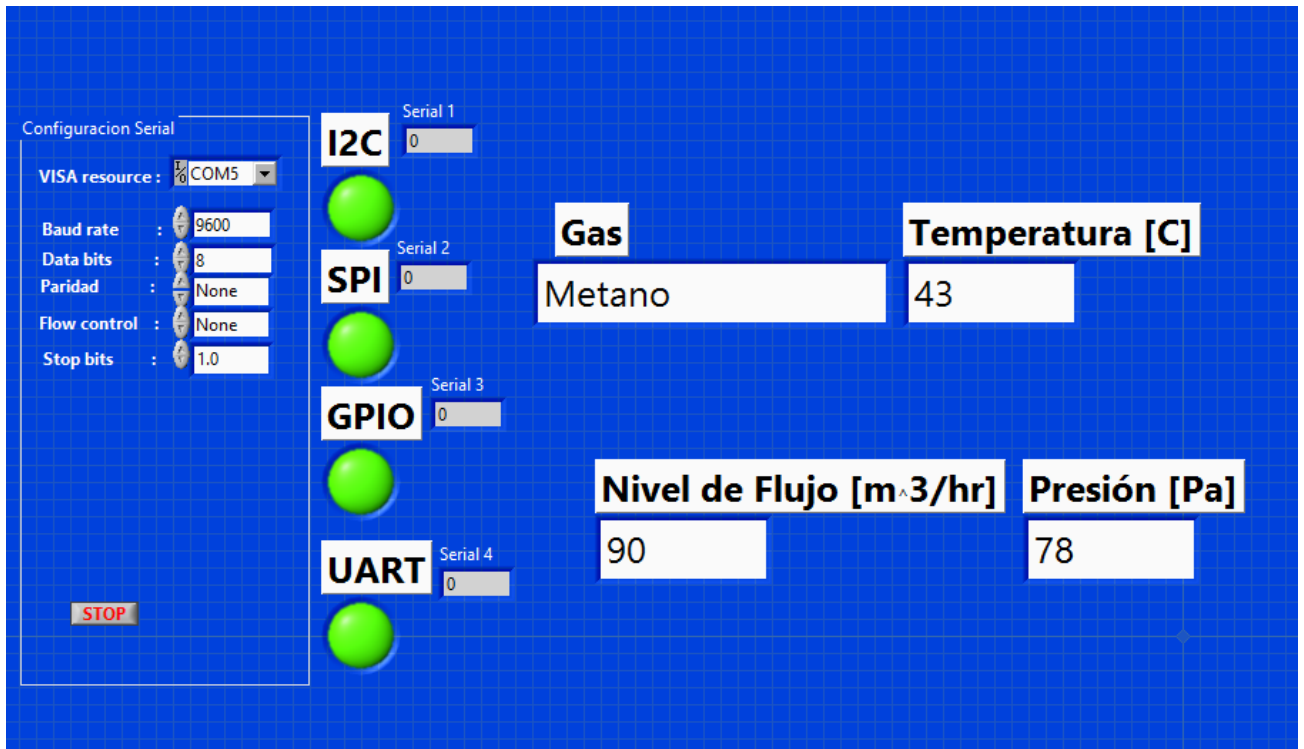 Configuracion Serial
VISA resource : I/O COM5
Baud rate : 9600
Data bits : 8
Paridad : None
Flow control : None
Stop bits : 1.0
STOP
Serial 1
I2C 0
Serial 2
SPI 0
Serial 3
GPIO 0
Serial 4
UART 0
Gas
Metano
Temperatura [C]
43
Nivel de Flujo [m^3/hr]
90
Presión [Pa]
78